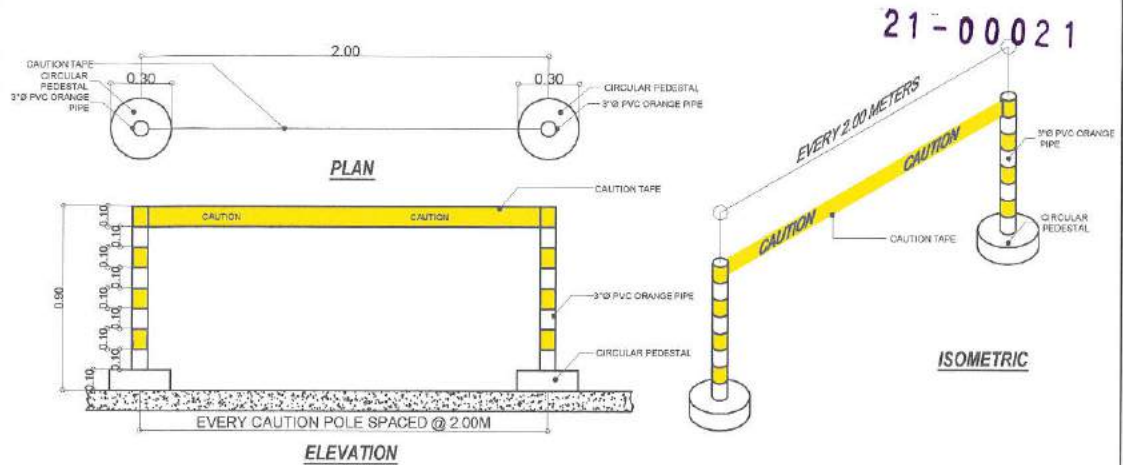 21-00021
2.00
CAUTION TAPE
CIRCULAR
PEDESTAL
3"Ø PVC ORANGE
PIPE
0.30
0.30
CIRCULAR PEDESTAL
3"Ø PVC ORANGE PIPE
PLAN
CAUTION TAPE
CAUTION
CAUTION
0.90
0.10
0.10
0.10
0.10
0.10
0.10
0.10
0.10
0.10
3"Ø PVC ORANGE PIPE
CIRCULAR PEDESTAL
EVERY CAUTION POLE SPACED @ 2.00M
ELEVATION
EVERY 2.00 METERS
CAUTION
CAUTION
3"Ø PVC ORANGE
PIPE
CIRCULAR
PEDESTAL
CAUTION TAPE
ISOMETRIC